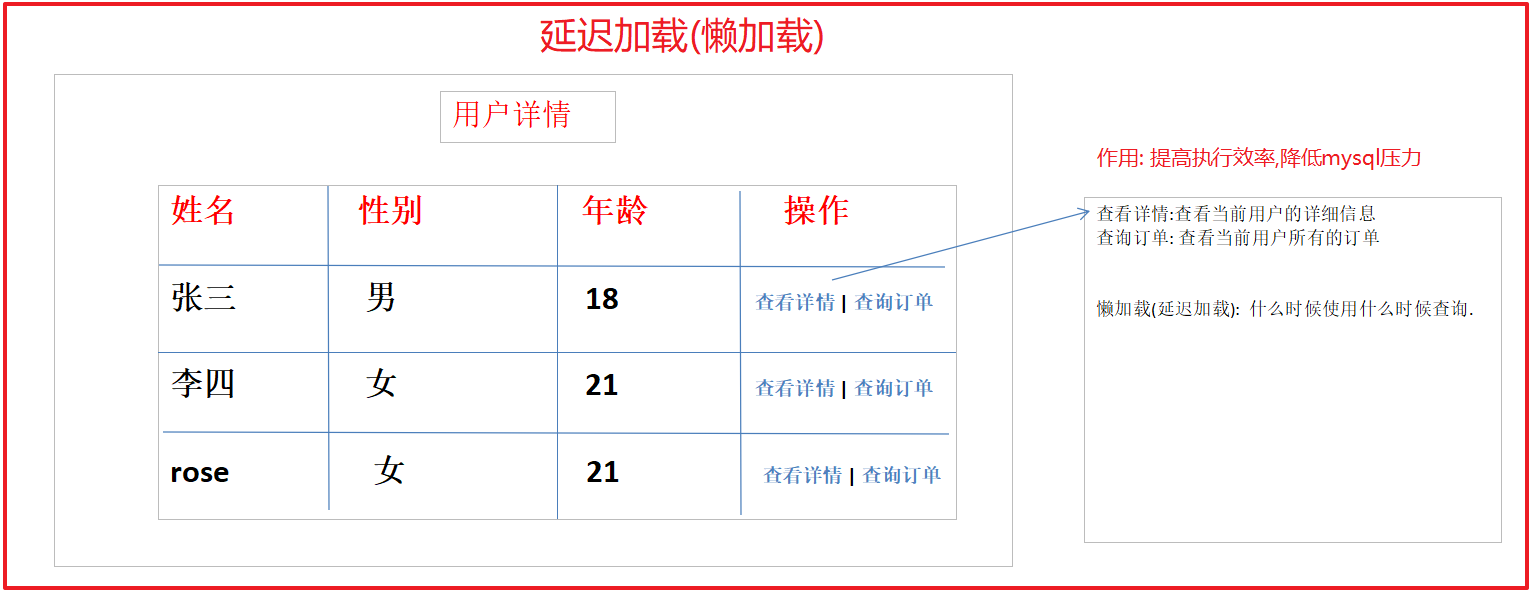 延迟加载(懒加载)
用户详情
姓名 性别 年龄 操作
张三 男 18 查看详情 | 查询订单
李四 女 21 查看详情 | 查询订单
rose 女 21 查看详情 | 查询订单
作用: 提高执行效率,降低mysql压力
查看详情:查看当前用户的详细信息
查询订单: 查看当前用户所有的订单
懒加载(延迟加载): 什么时候使用什么时候查询.